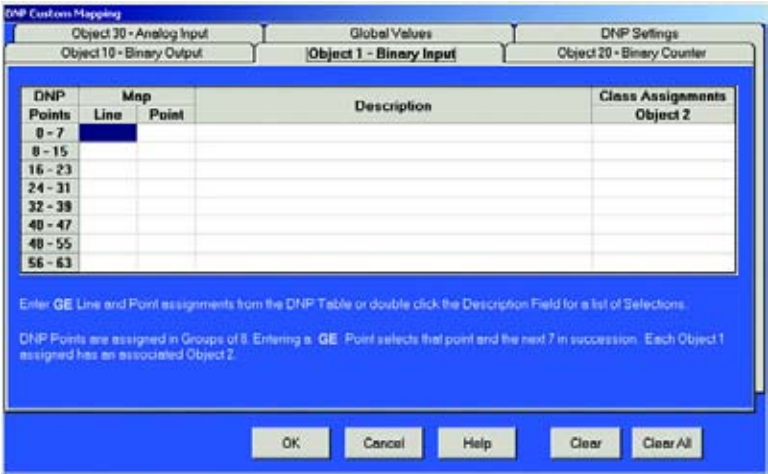 DNP Custom Mapping
Object 30 - Analog Input Global Values DNP Settings
Object 10 - Binary Output Object 1 - Binary Input Object 20 - Binary Counter
DNP Points Map Line Point Description Class Assignments Object 2
0 - 7
8 - 15
16 - 23
24 - 31
32 - 39
40 - 47
48 - 55
56 - 63
Enter GE Line and Point assignments from the DNP Table or double click the Description Field for a list of Selections.
DNP Points are assigned in Groups of 8. Entering a GE Point selects that point and the next 7 in succession. Each Object 1
assigned has an associated Object 2.
OK Cancel Help Clear Clear All